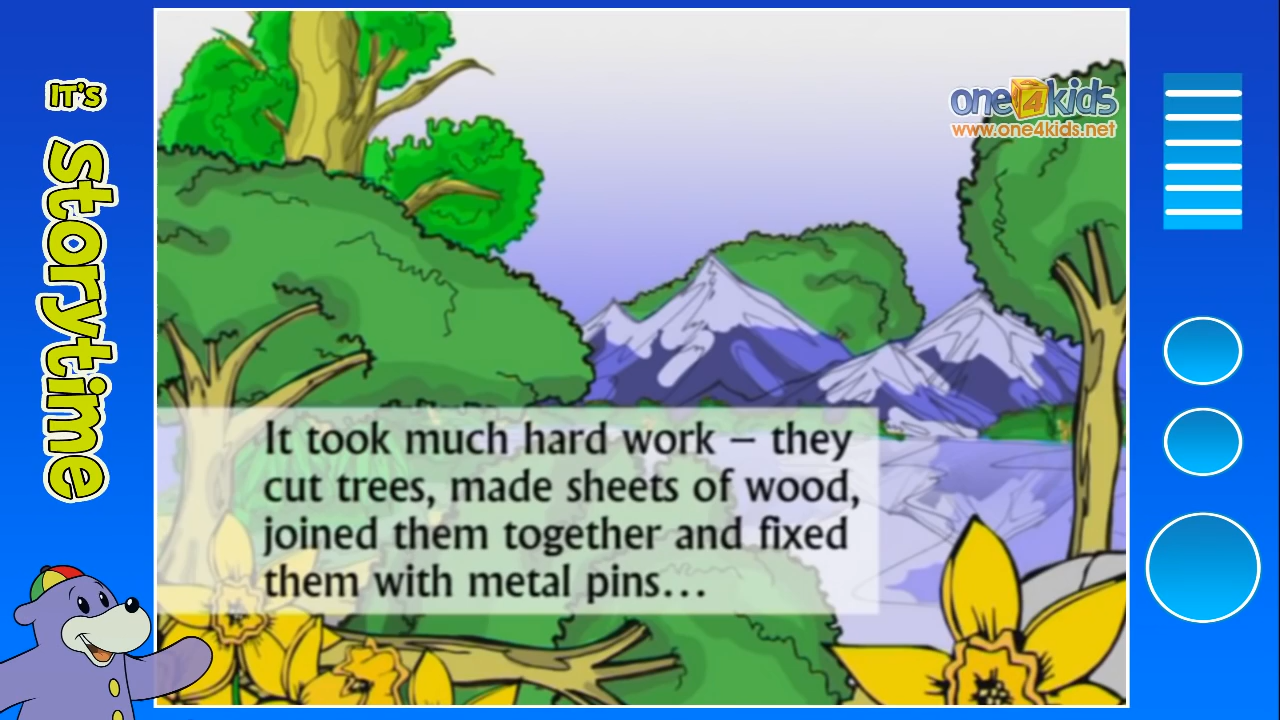 IT's
Storytime
one4kids
www.one4kids.net
It took much hard work – they
cut trees, made sheets of wood,
joined them together and fixed
them with metal pins...